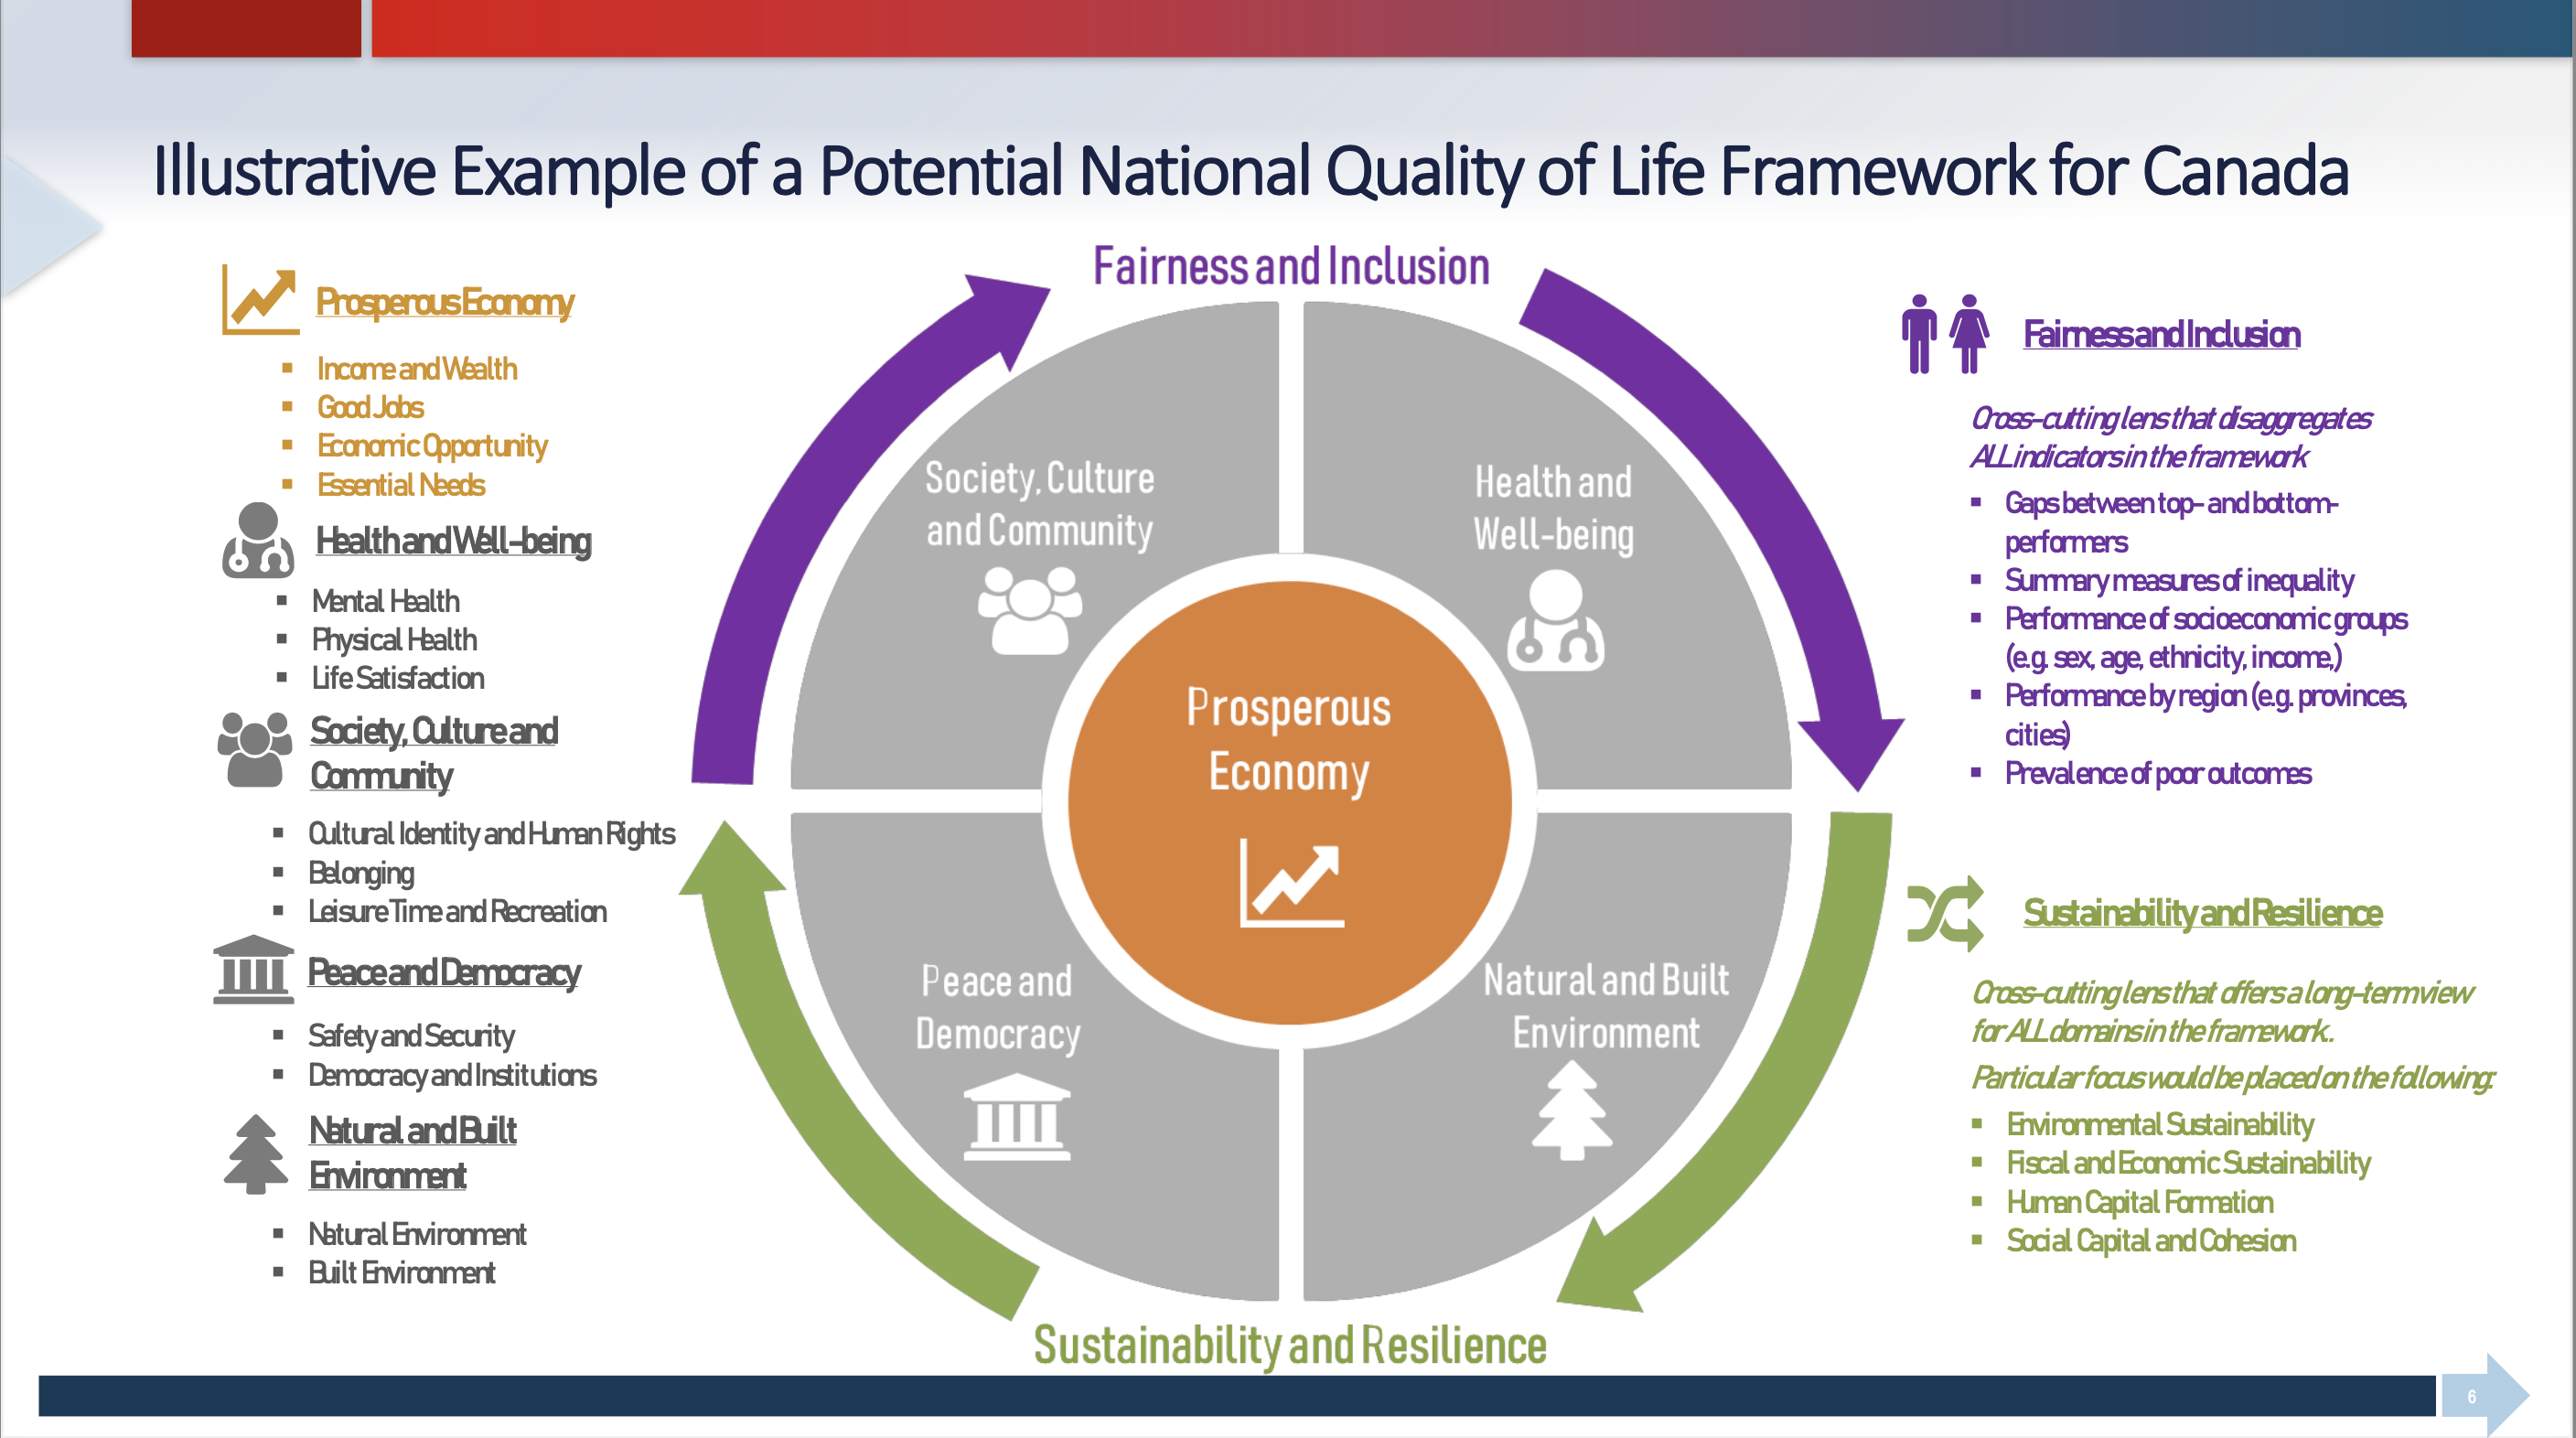 Illustrative Example of a Potential National Quality of Life Framework for Canada
Prosperous Economy
Income and Wealth
Good Jobs
Economic Opportunity
Essential Needs
Health and Well-being
Mental Health
Physical Health
Life Satisfaction
Society, Culture and
Community
Cultural Identity and Human Rights
Belonging
Leisure Time and Recreation
Peace and Democracy
Safety and Security
Democracy and Institutions
Natural and Built
Environment
Natural Environment
Built Environment
Fairness and Inclusion
Society, Culture
and Community
Health and
Well-being
Prosperous
Economy
Peace and
Democracy
Natural and Built
Environment
Sustainability and Resilience
Fairness and Inclusion
Cross-cutting lens that disaggregates
ALL indicators in the framework
Gaps between top- and bottom-
performers
Summary measures of inequality
Performance of socioeconomic groups
(e.g. sex, age, ethnicity, income,)
Performance by region (e.g. provinces,
cities)
Prevalence of poor outcomes
Sustainability and Resilience
Cross-cutting lens that offers a long-term view
for ALL domains in the framework..
Particular focus would be placed on the following:
Environmental Sustainability
Fiscal and Economic Sustainability
Human Capital Formation
Social Capital and Cohesion
6